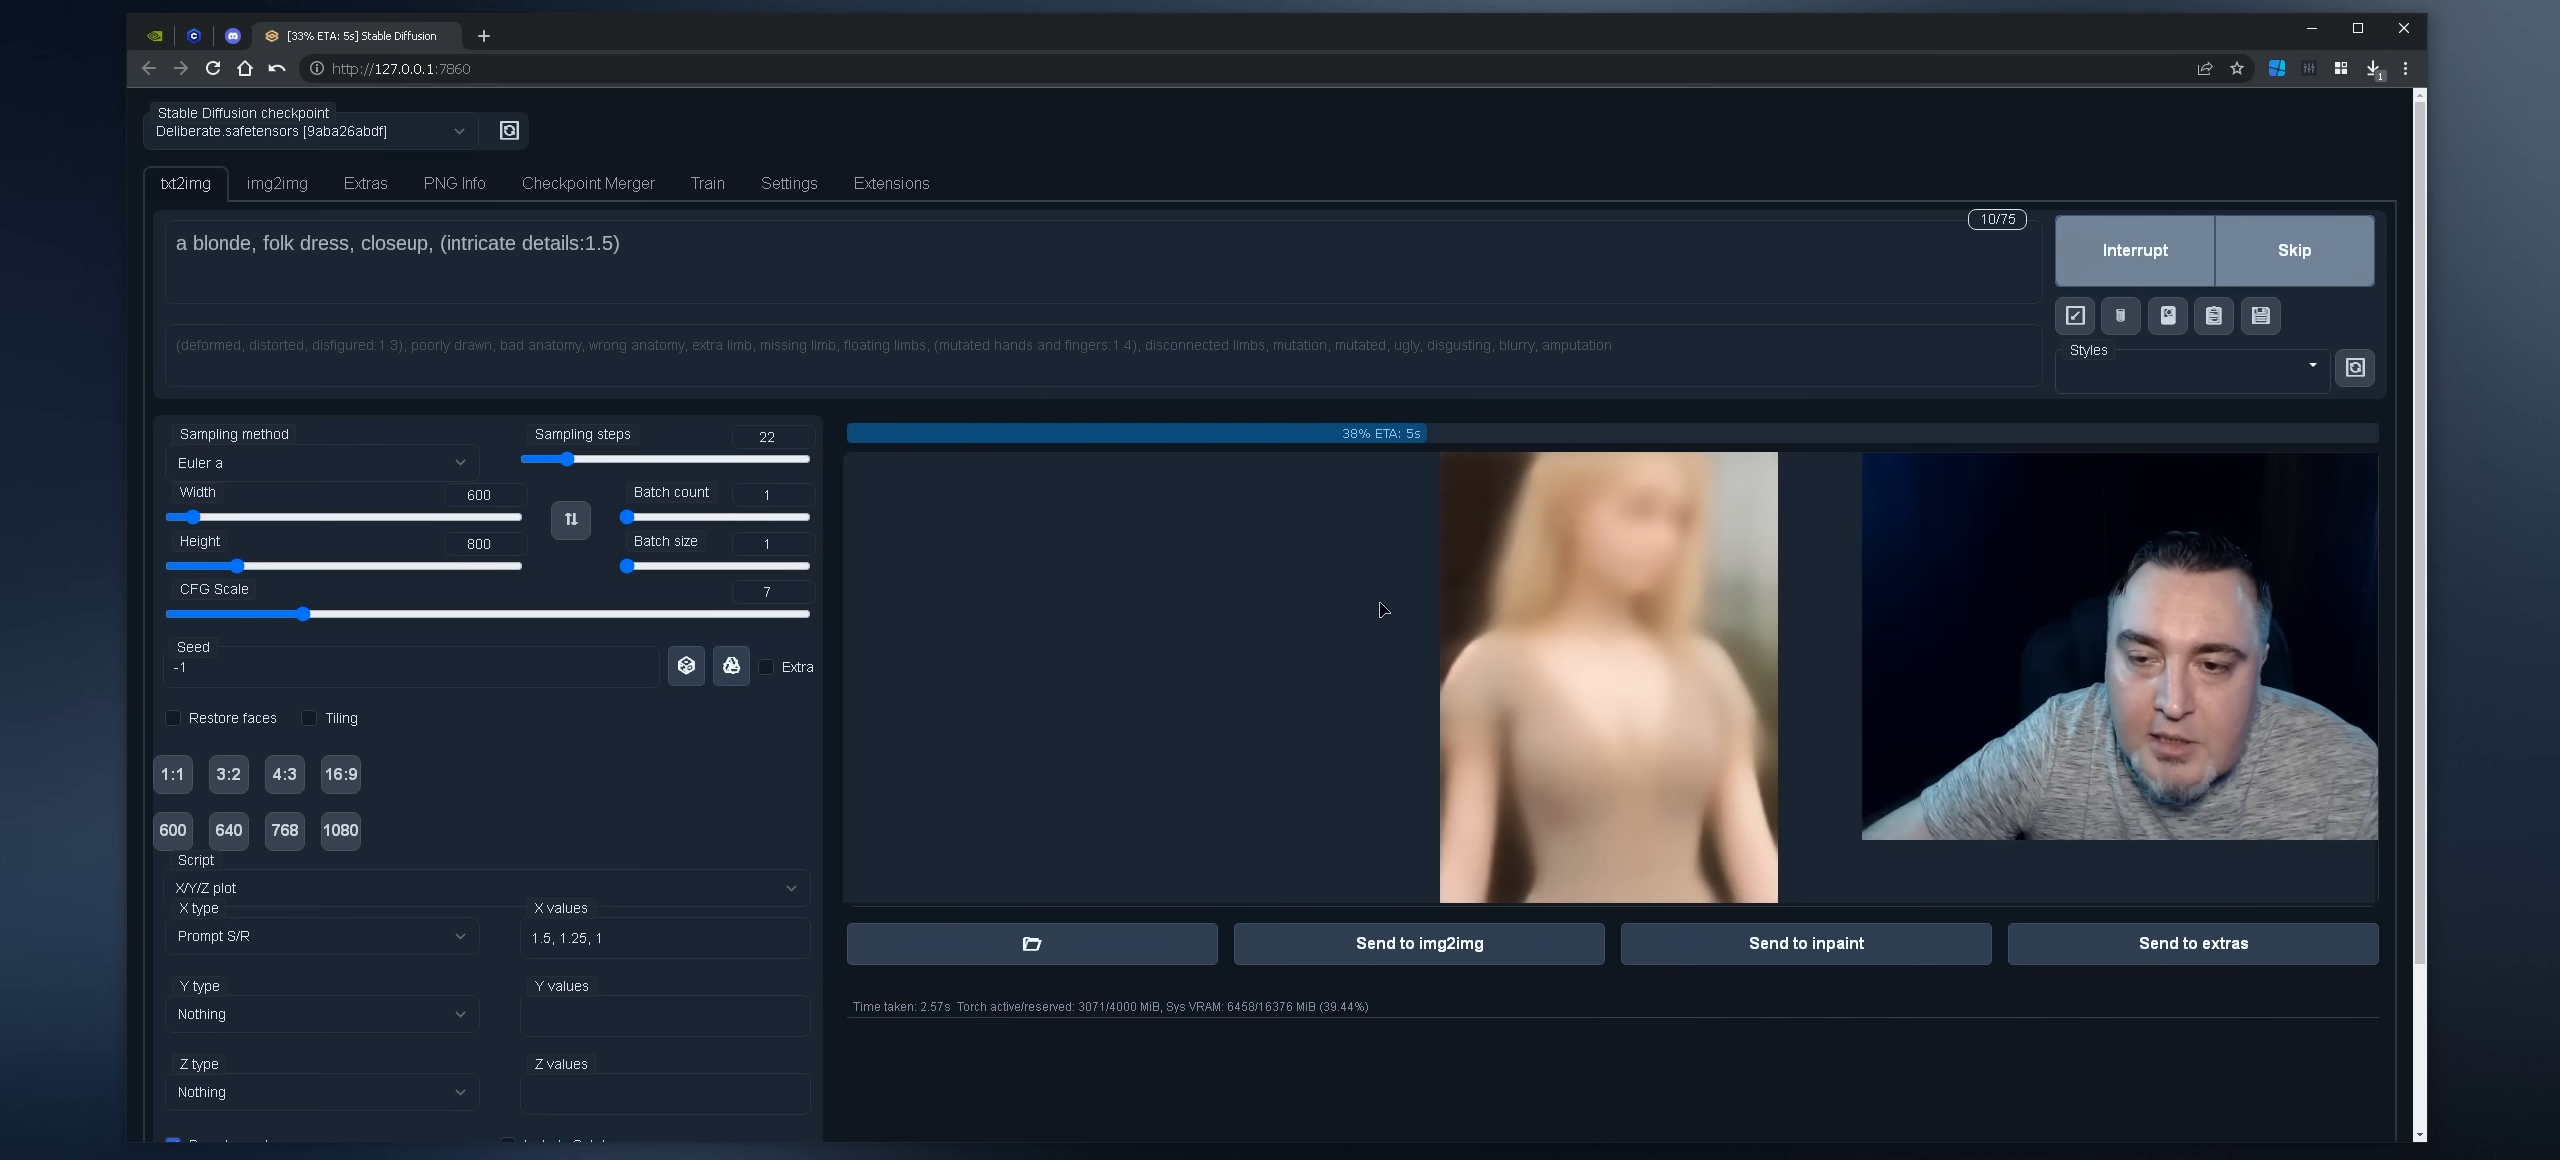 [33% ETA: 5s] Stable Diffusion
http://127.0.0.1:7860
1
Stable Diffusion checkpoint
Deliberate.safetensors [9aba26abdf]
txt2img img2img Extras PNG Info Checkpoint Merger Train Settings Extensions
10/75
a blonde, folk dress, closeup, (intricate details:1.5)
Interrupt Skip
(deformed, distorted, disfigured:1.3), poorly drawn, bad anatomy, wrong anatomy, extra limb, missing limb, floating limbs, (mutated hands and fingers:1.4), disconnected limbs, mutation, mutated, ugly, disgusting, blurry, amputation
Styles
Sampling method
Euler a
Sampling steps 22
38% ETA: 5s
Width 600
Batch count 1
Height 800
Batch size 1
CFG Scale 7
Seed
-1
Extra
Restore faces Tiling
1:1 3:2 4:3 16:9
600 640 768 1080
Script
X/Y/Z plot
X type
Prompt S/R
X values
1.5, 1.25, 1
Y type
Nothing
Y values
Z type
Nothing
Z values
Send to img2img Send to inpaint Send to extras
Time taken: 2.57s Torch active/reserved: 3071/4000 MiB, Sys VRAM: 6458/16376 MiB (39.44%)